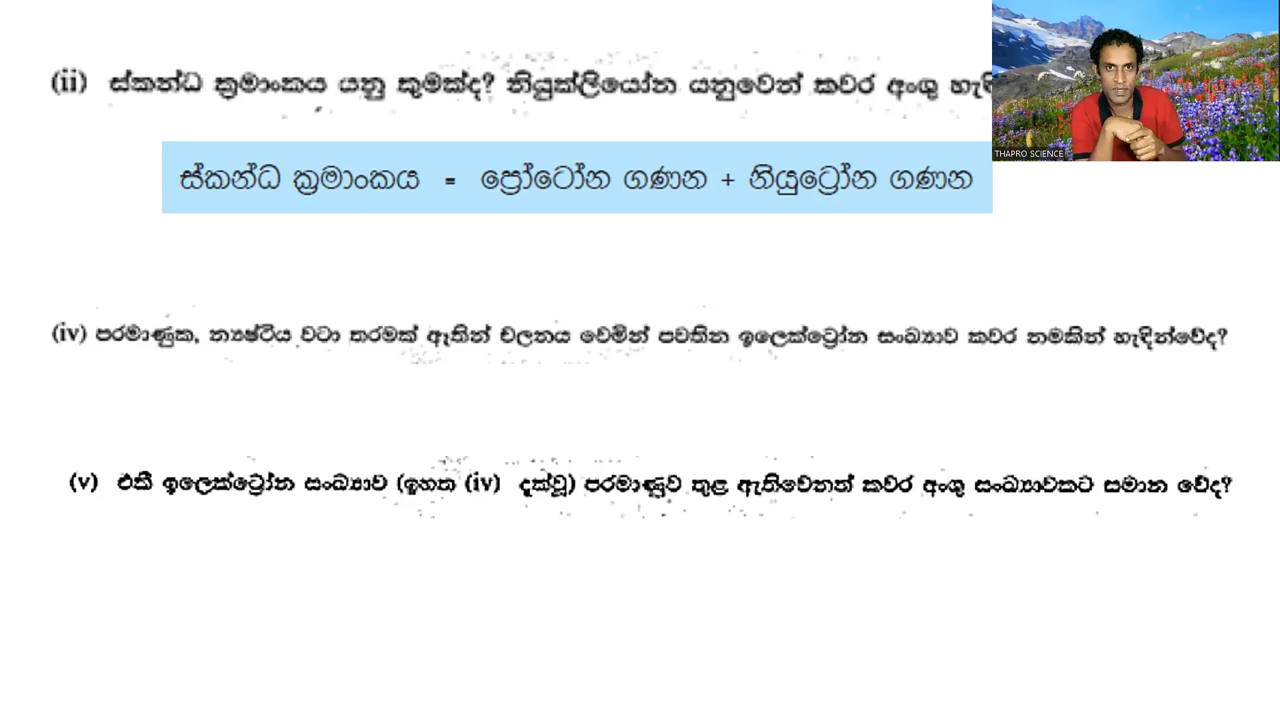 (ii) ස්කන්ධ ක්‍රමාංකය යනු කුමක්ද? නියුක්ලියෝන යනුවෙන් කවර අංශු
THAPRO SCIENCE
ස්කන්ධ ක්‍රමාංකය = ප්‍රෝටෝන ගණන + නියුට්‍රෝන ගණන
(iv) පරමාණුක, න්‍යෂ්ටිය වටා තරමක් ඈතින් චලනය වෙමින් පවතින ඉලෙක්ට්‍රෝන සංඛ්‍යාව කවර නමකින් හැඳින්වේද?
(v) එකී ඉලෙක්ට්‍රෝන සංඛ්‍යාව (ඉහත (iv) දැක්වූ) පරමාණුව තුළ ඇතිවෙනත් කවර අංශු සංඛ්‍යාවකට සමාන වේද?